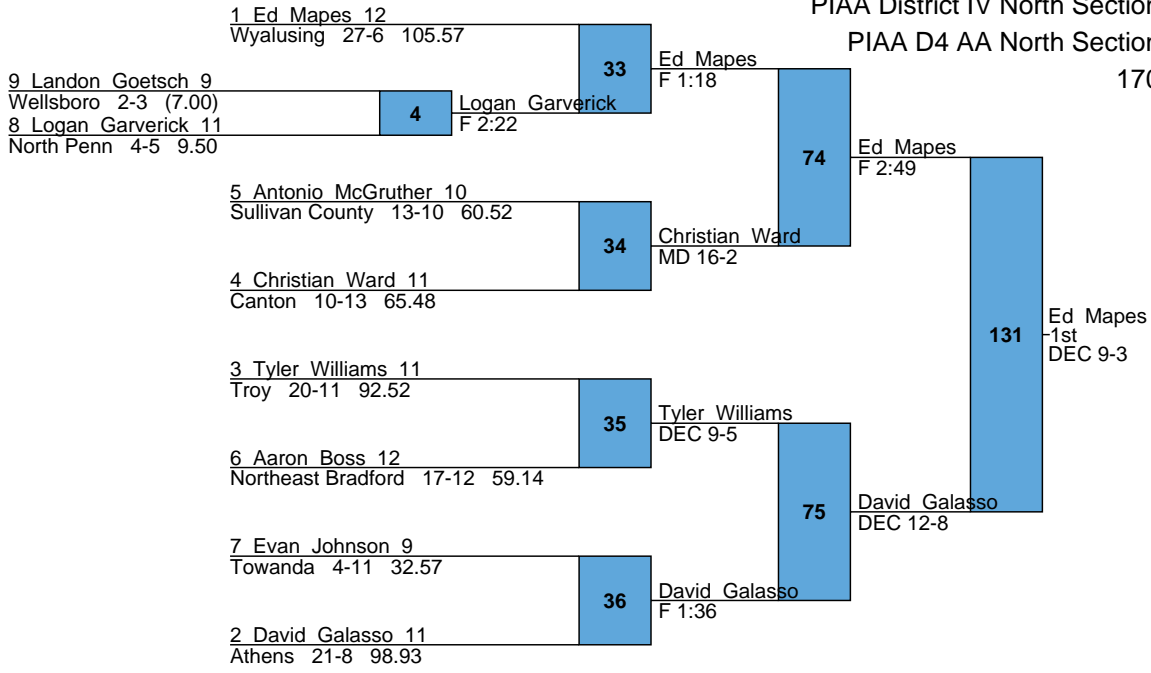 PIAA District IV North Section
PIAA D4 AA North Section
170
1 Ed Mapes 12
Wyalusing 27-6 105.57
33
Ed Mapes
F 1:18
9 Landon Goetsch 9
Wellsboro 2-3 (7.00)
4
Logan Garverick
F 2:22
8 Logan Garverick 11
North Penn 4-5 9.50
74
Ed Mapes
F 2:49
5 Antonio McGruther 10
Sullivan County 13-10 60.52
34
Christian Ward
MD 16-2
4 Christian Ward 11
Canton 10-13 65.48
131
Ed Mapes
1st
DEC 9-3
3 Tyler Williams 11
Troy 20-11 92.52
35
Tyler Williams
DEC 9-5
6 Aaron Boss 12
Northeast Bradford 17-12 59.14
75
David Galasso
DEC 12-8
7 Evan Johnson 9
Towanda 4-11 32.57
36
David Galasso
F 1:36
2 David Galasso 11
Athens 21-8 98.93